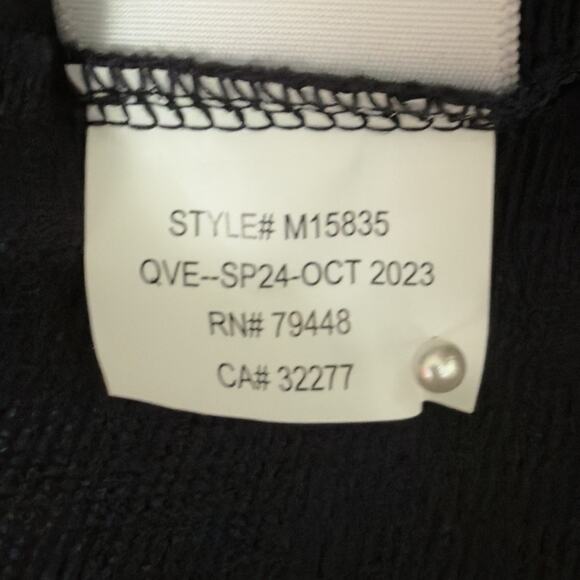 STYLE# M15835
QVE--SP24-OCT 2023
RN# 79448
CA# 32277